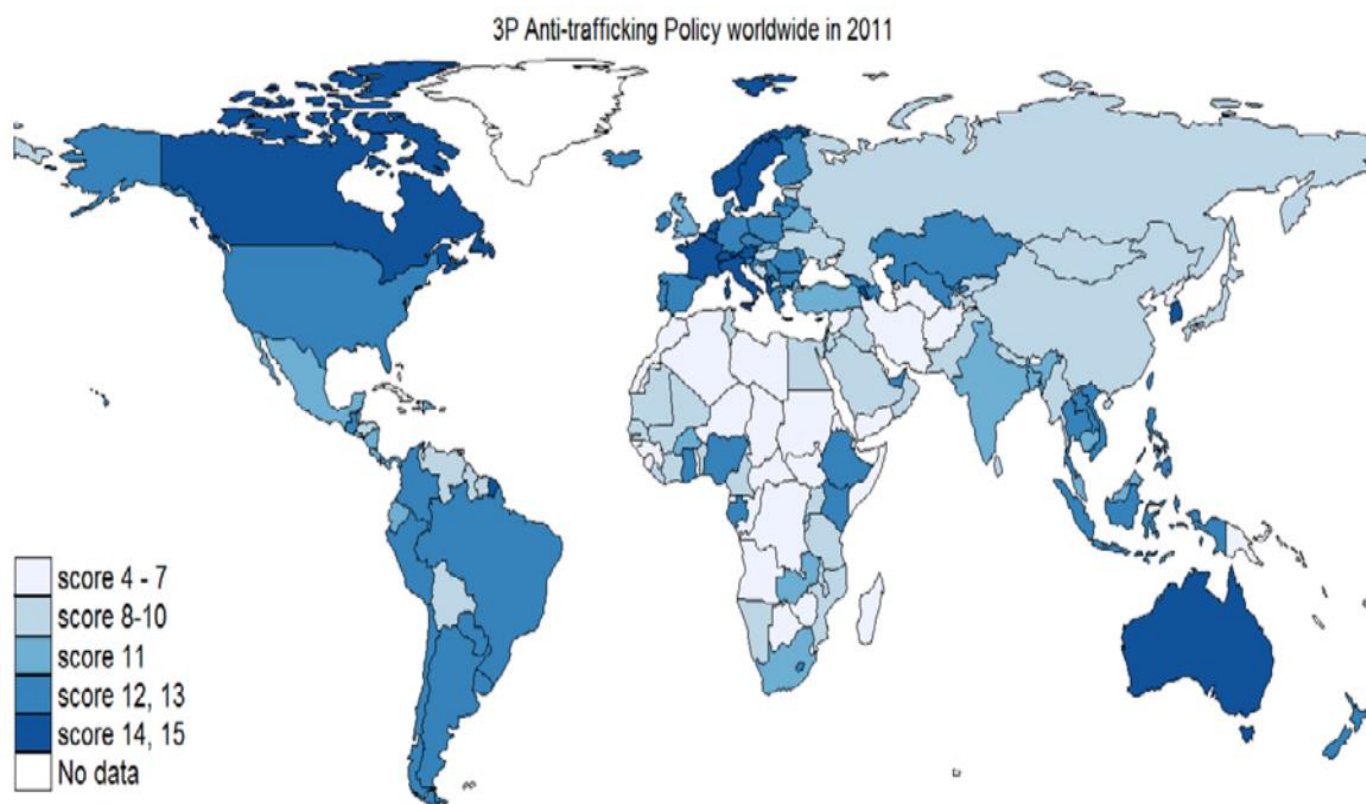 3P Anti-trafficking Policy worldwide in 2011
score 4 - 7
score 8-10
score 11
score 12, 13
score 14, 15
No data